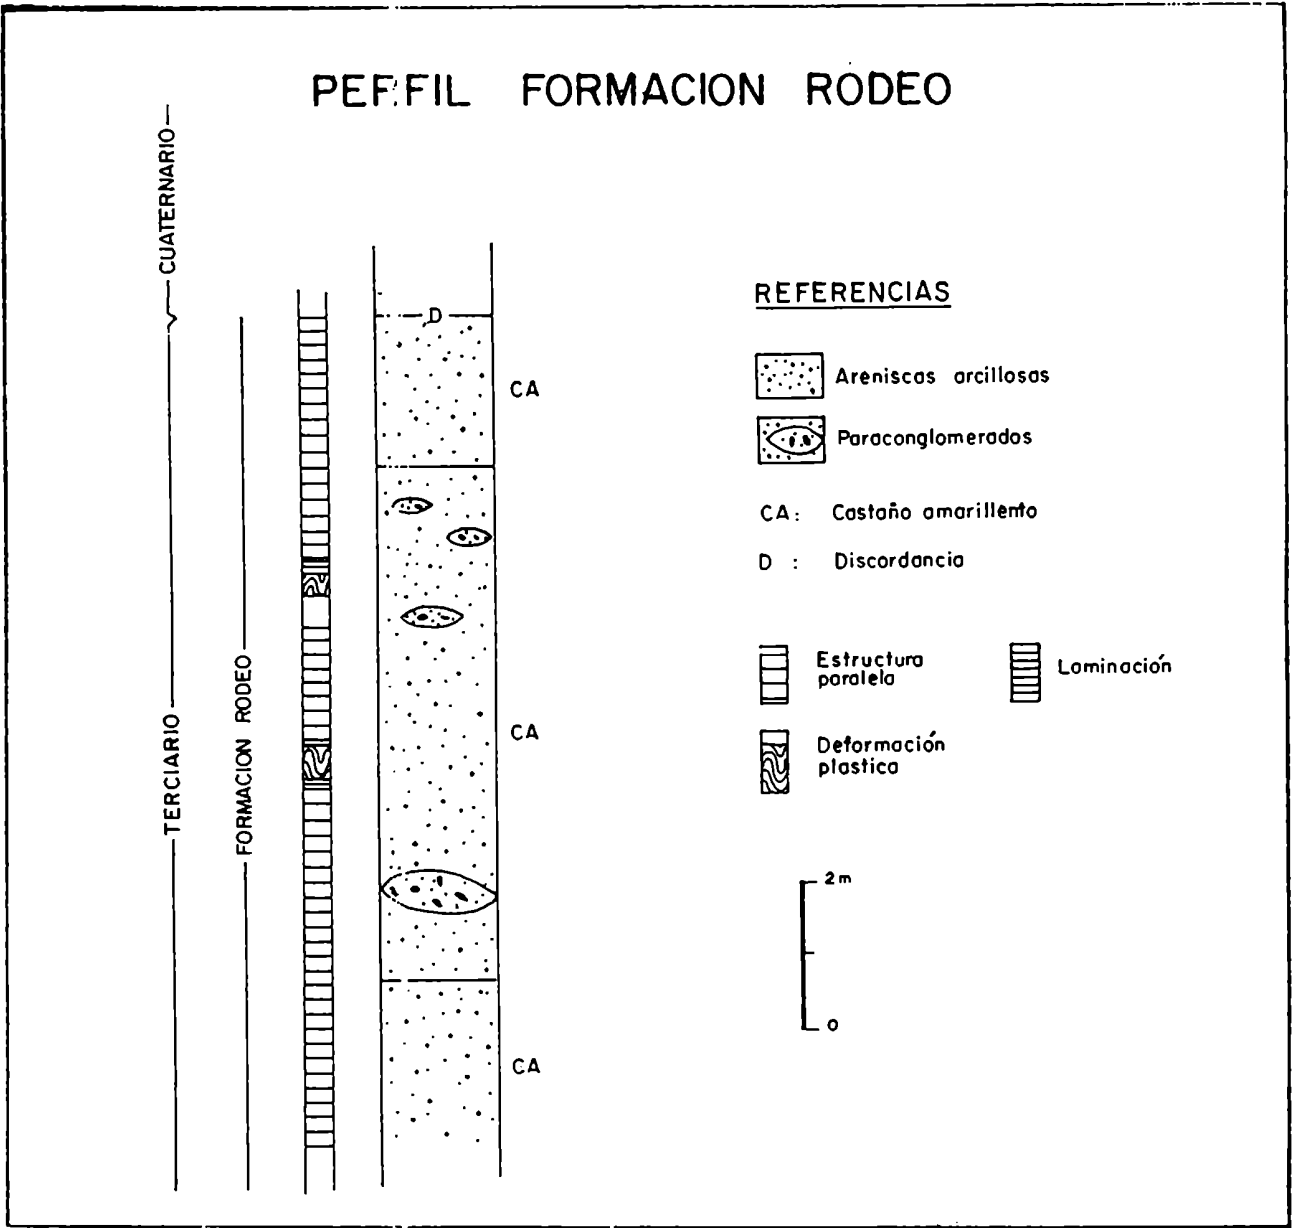 PERFIL FORMACION RODEO
CUATERNARIO
TERCIARIO
FORMACION RODEO
D
CA
CA
CA
REFERENCIAS
Areniscas arcillosas
Paraconglomerados
CA: Castaño amarillento
D : Discordancia
Estructura
paralela
Laminación
Deformación
plastica
2m
0